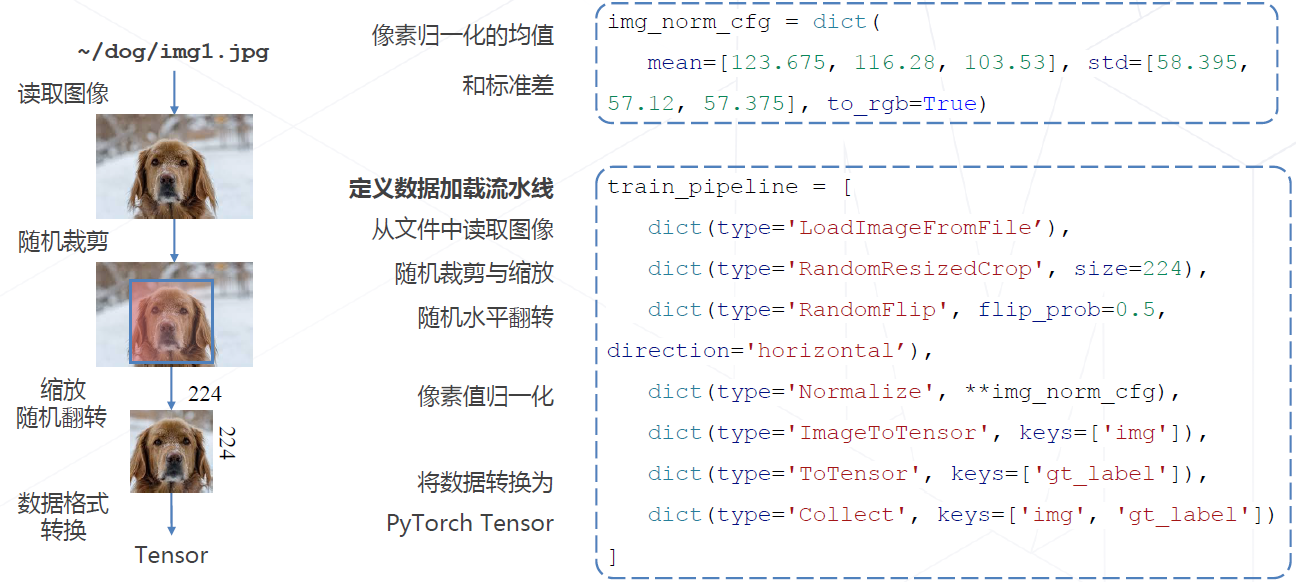 ~/dog/img1.jpg
读取图像
随机裁剪
缩放
随机翻转
224
224
数据格式
转换
Tensor
像素归一化的均值
和标准差
img_norm_cfg = dict(
mean=[123.675, 116.28, 103.53], std=[58.395,
57.12, 57.375], to_rgb=True)
定义数据加载流水线
从文件中读取图像
随机裁剪与缩放
随机水平翻转
像素值归一化
将数据转换为
PyTorch Tensor
train_pipeline = [
dict(type='LoadImageFromFile’),
dict(type='RandomResizedCrop', size=224),
dict(type='RandomFlip', flip_prob=0.5,
direction='horizontal’),
dict(type='Normalize', **img_norm_cfg),
dict(type='ImageToTensor', keys=['img']),
dict(type='ToTensor', keys=['gt_label']),
dict(type='Collect', keys=['img', 'gt_label'])
]